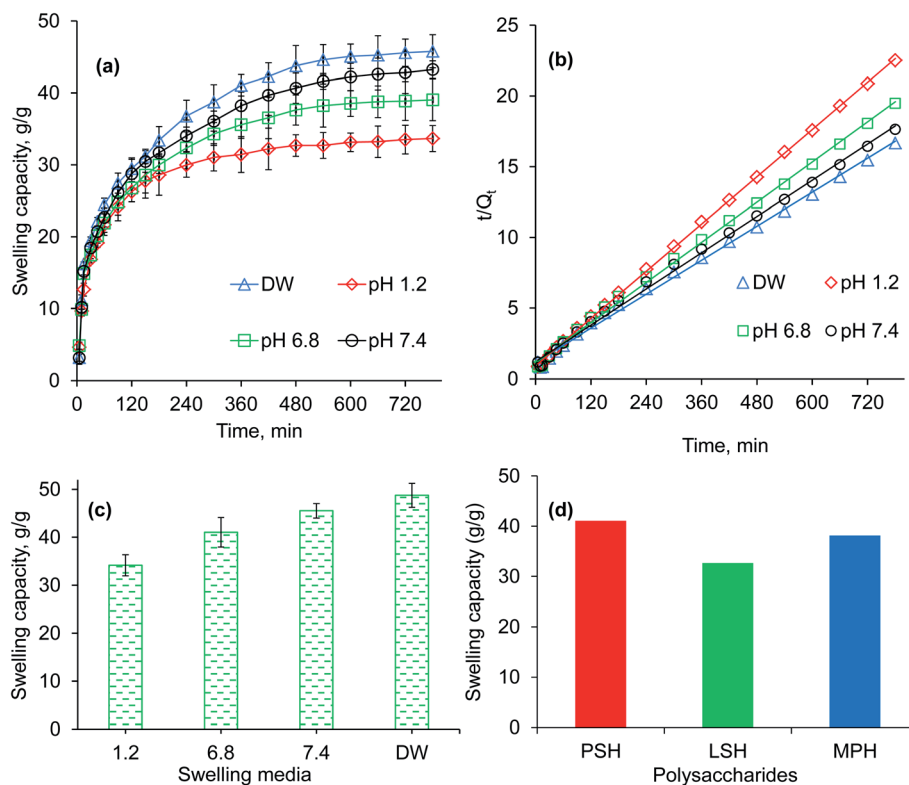 (a)
Swelling capacity, g/g
50
40
30
20
10
0
DW
pH 1.2
pH 6.8
pH 7.4
0 120 240 360 480 600 720
Time, min
(b)
t/Qt
25
20
15
10
5
0
DW
pH 1.2
pH 6.8
pH 7.4
0 120 240 360 480 600 720
Time, min
(c)
Swelling capacity, g/g
50
40
30
20
10
0
1.2 6.8 7.4 DW
Swelling media
(d)
Swelling capacity (g/g)
50
40
30
20
10
0
PSH LSH MPH
Polysaccharides